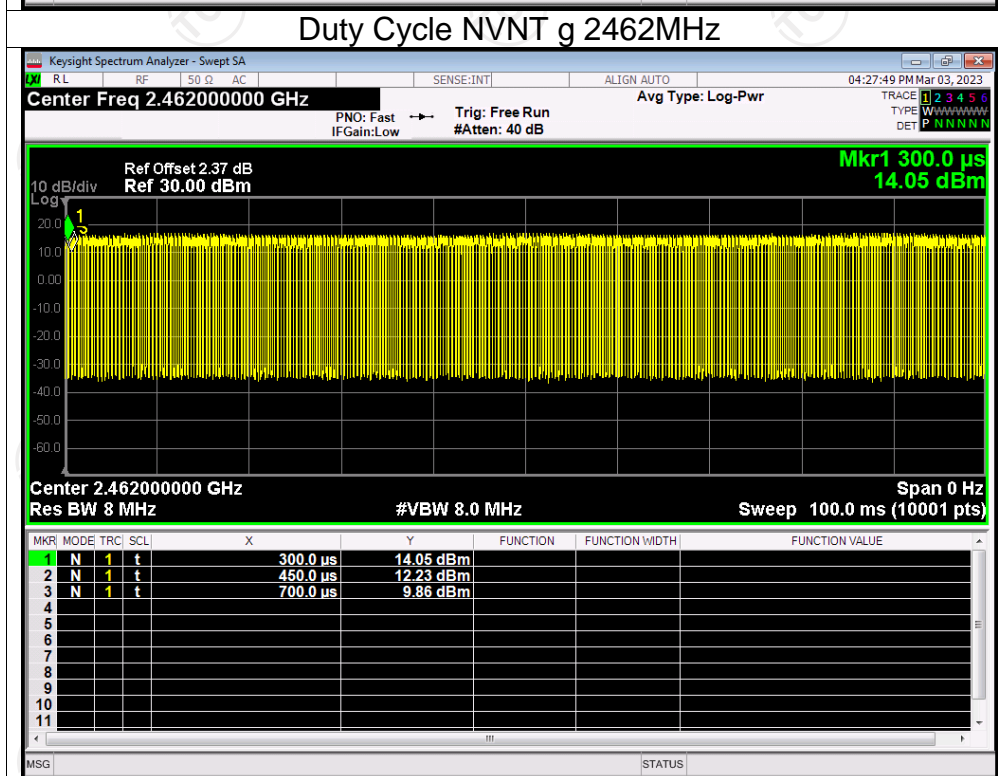 Duty Cycle NVNT g 2462MHz
Keysight Spectrum Analyzer - Swept SA
LXI RL RF 50 Ω AC SENSE:INT ALIGN AUTO 04:27:49 PM Mar 03, 2023
Center Freq 2.462000000 GHz Avg Type: Log-Pwr TRACE 1 2 3 4 5 6
PNO: Fast Trig: Free Run TYPE WWWWWW
IFGain:Low #Atten: 40 dB DET P N N N N N
Mkr1 300.0 µs
14.05 dBm
Ref Offset 2.37 dB
10 dB/div Ref 30.00 dBm
Log
1
3
20.0
10.0
0.00
-10.0
-20.0
-30.0
-40.0
-50.0
-60.0
Center 2.462000000 GHz Span 0 Hz
Res BW 8 MHz #VBW 8.0 MHz Sweep 100.0 ms (10001 pts)
MKR MODE TRC SCL X Y FUNCTION FUNCTION WIDTH FUNCTION VALUE
1 N 1 t 300.0 µs 14.05 dBm
2 N 1 t 450.0 µs 12.23 dBm
3 N 1 t 700.0 µs 9.86 dBm
4
5
6
7
8
9
10
11
MSG STATUS